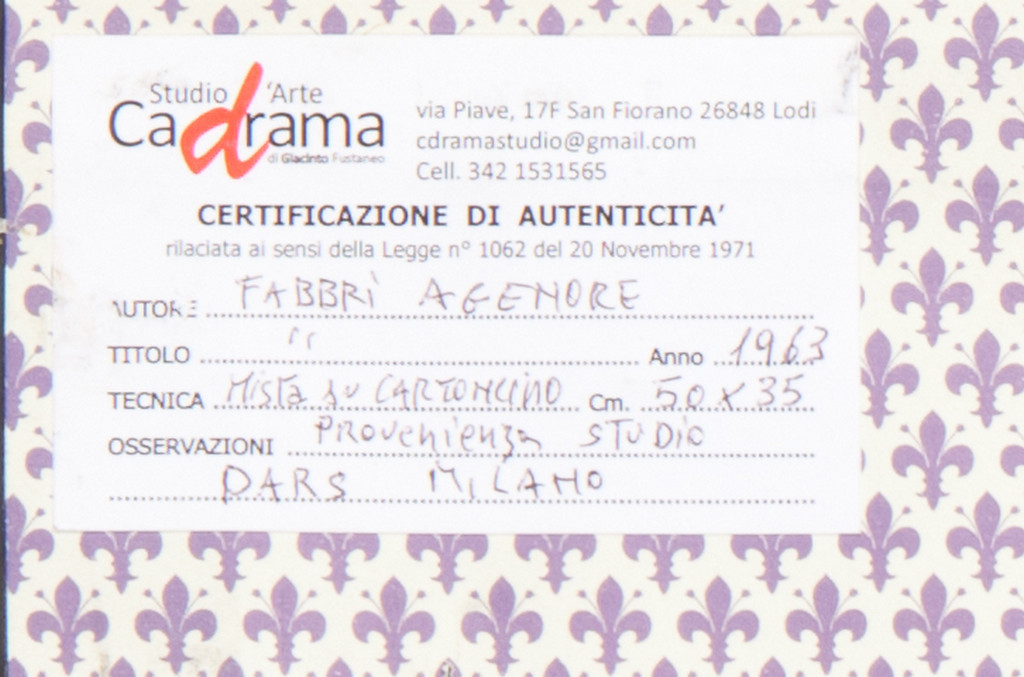 Studio d'Arte
Cadrama
di Giacinto Fustaneo
via Piave, 17F San Fiorano 26848 Lodi
cdramastudio@gmail.com
Cell. 342 1531565
CERTIFICAZIONE DI AUTENTICITA’
rilaciata ai sensi della Legge n° 1062 del 20 Novembre 1971
AUTORE FABBRI AGENORE
TITOLO " Anno 1963
TECNICA Mista su CARTONCINO Cm. 50 x 35
OSSERVAZIONI Provenienza STUDIO
DARS MILANO